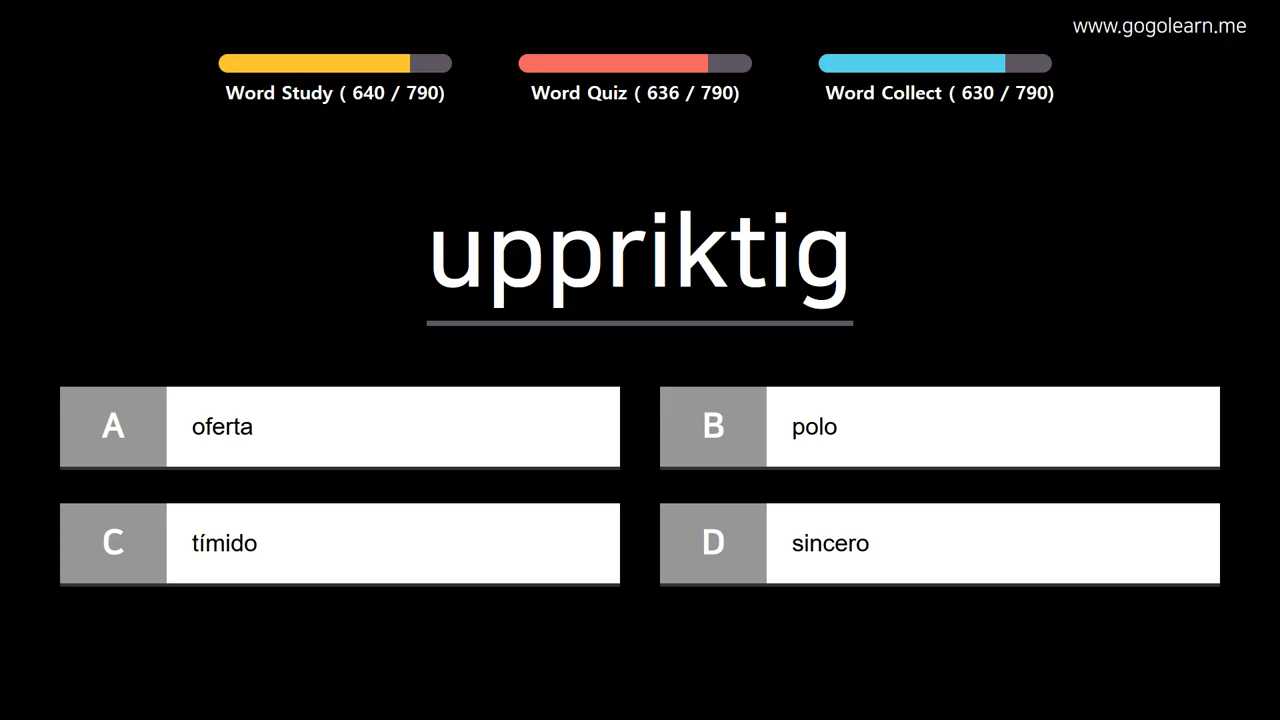 www.gogolearn.me
Word Study ( 640 / 790)
Word Quiz ( 636 / 790)
Word Collect ( 630 / 790)
uppriktig
A oferta
B polo
C tímido
D sincero